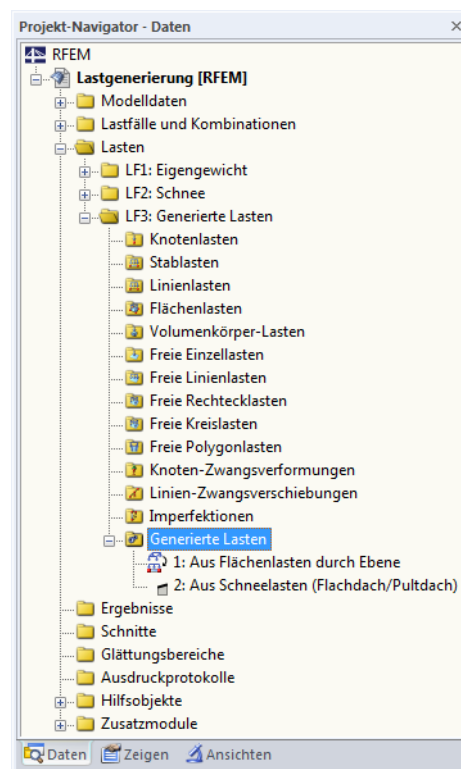 Projekt-Navigator - Daten
RFEM
Lastgenerierung [RFEM]
Modelldaten
Lastfälle und Kombinationen
Lasten
LF1: Eigengewicht
LF2: Schnee
LF3: Generierte Lasten
Knotenlasten
Stablasten
Linienlasten
Flächenlasten
Volumenkörper-Lasten
Freie Einzellasten
Freie Linienlasten
Freie Rechtecklasten
Freie Kreislasten
Freie Polygonlasten
Knoten-Zwangsverformungen
Linien-Zwangsverschiebungen
Imperfektionen
Generierte Lasten
1: Aus Flächenlasten durch Ebene
2: Aus Schneelasten (Flachdach/Pultdach)
Ergebnisse
Schnitte
Glättungsbereiche
Ausdruckprotokolle
Hilfsobjekte
Zusatzmodule
Daten Zeigen Ansichten